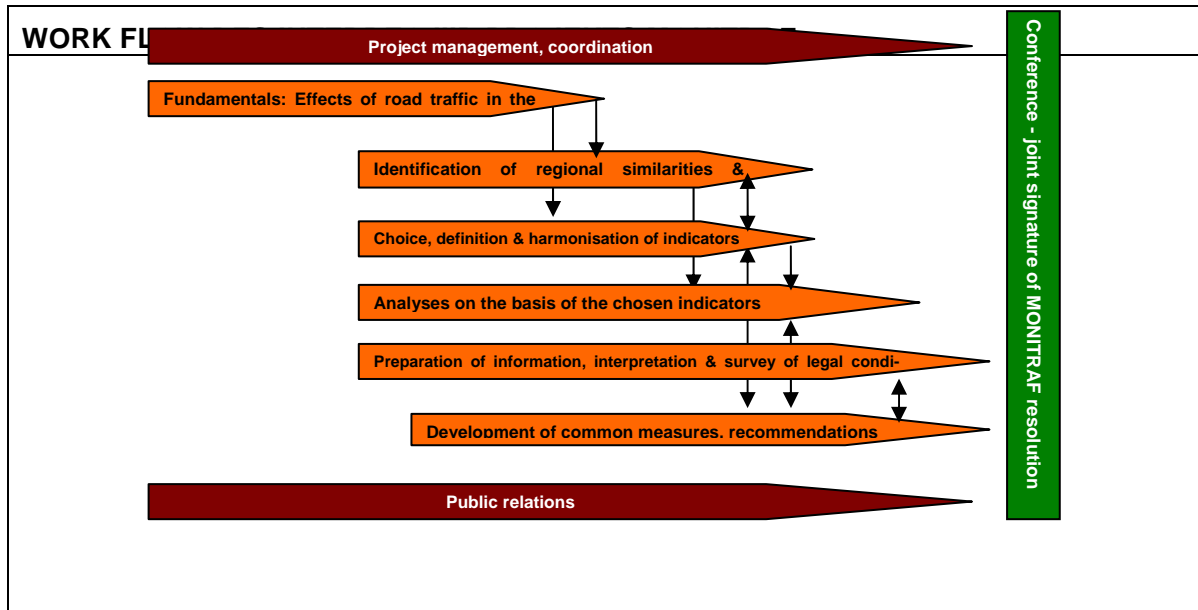 WORK FL
Project management, coordination
Fundamentals: Effects of road traffic in the
Identification of regional similarities &
Choice, definition & harmonisation of indicators
Analyses on the basis of the chosen indicators
Preparation of information, interpretation & survey of legal condi-
Development of common measures, recommendations
Public relations
Conference - joint signature of MONITRAF resolution